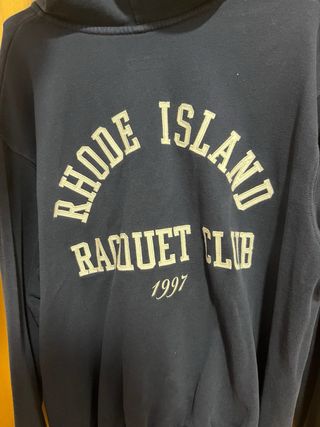 RHODE ISLAND
RACQUET CLUB
1997